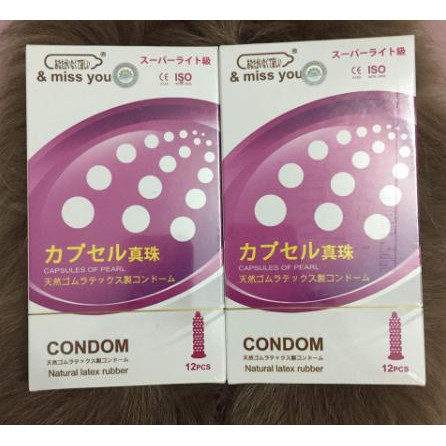 & miss you
スーパーライト級
CE ISO
カプセル真珠
CAPSULES OF PEARL
天然ゴムラテックス製コンドーム
CONDOM
天然ゴムラテックス製コンドーム
Natural latex rubber
12PCS
& miss you
スーパーライト級
CE ISO
カプセル真珠
CAPSULES OF PEARL
天然ゴムラテックス製コンドーム
CONDOM
天然ゴムラテックス製コンドーム
Natural latex rubber
12PCS